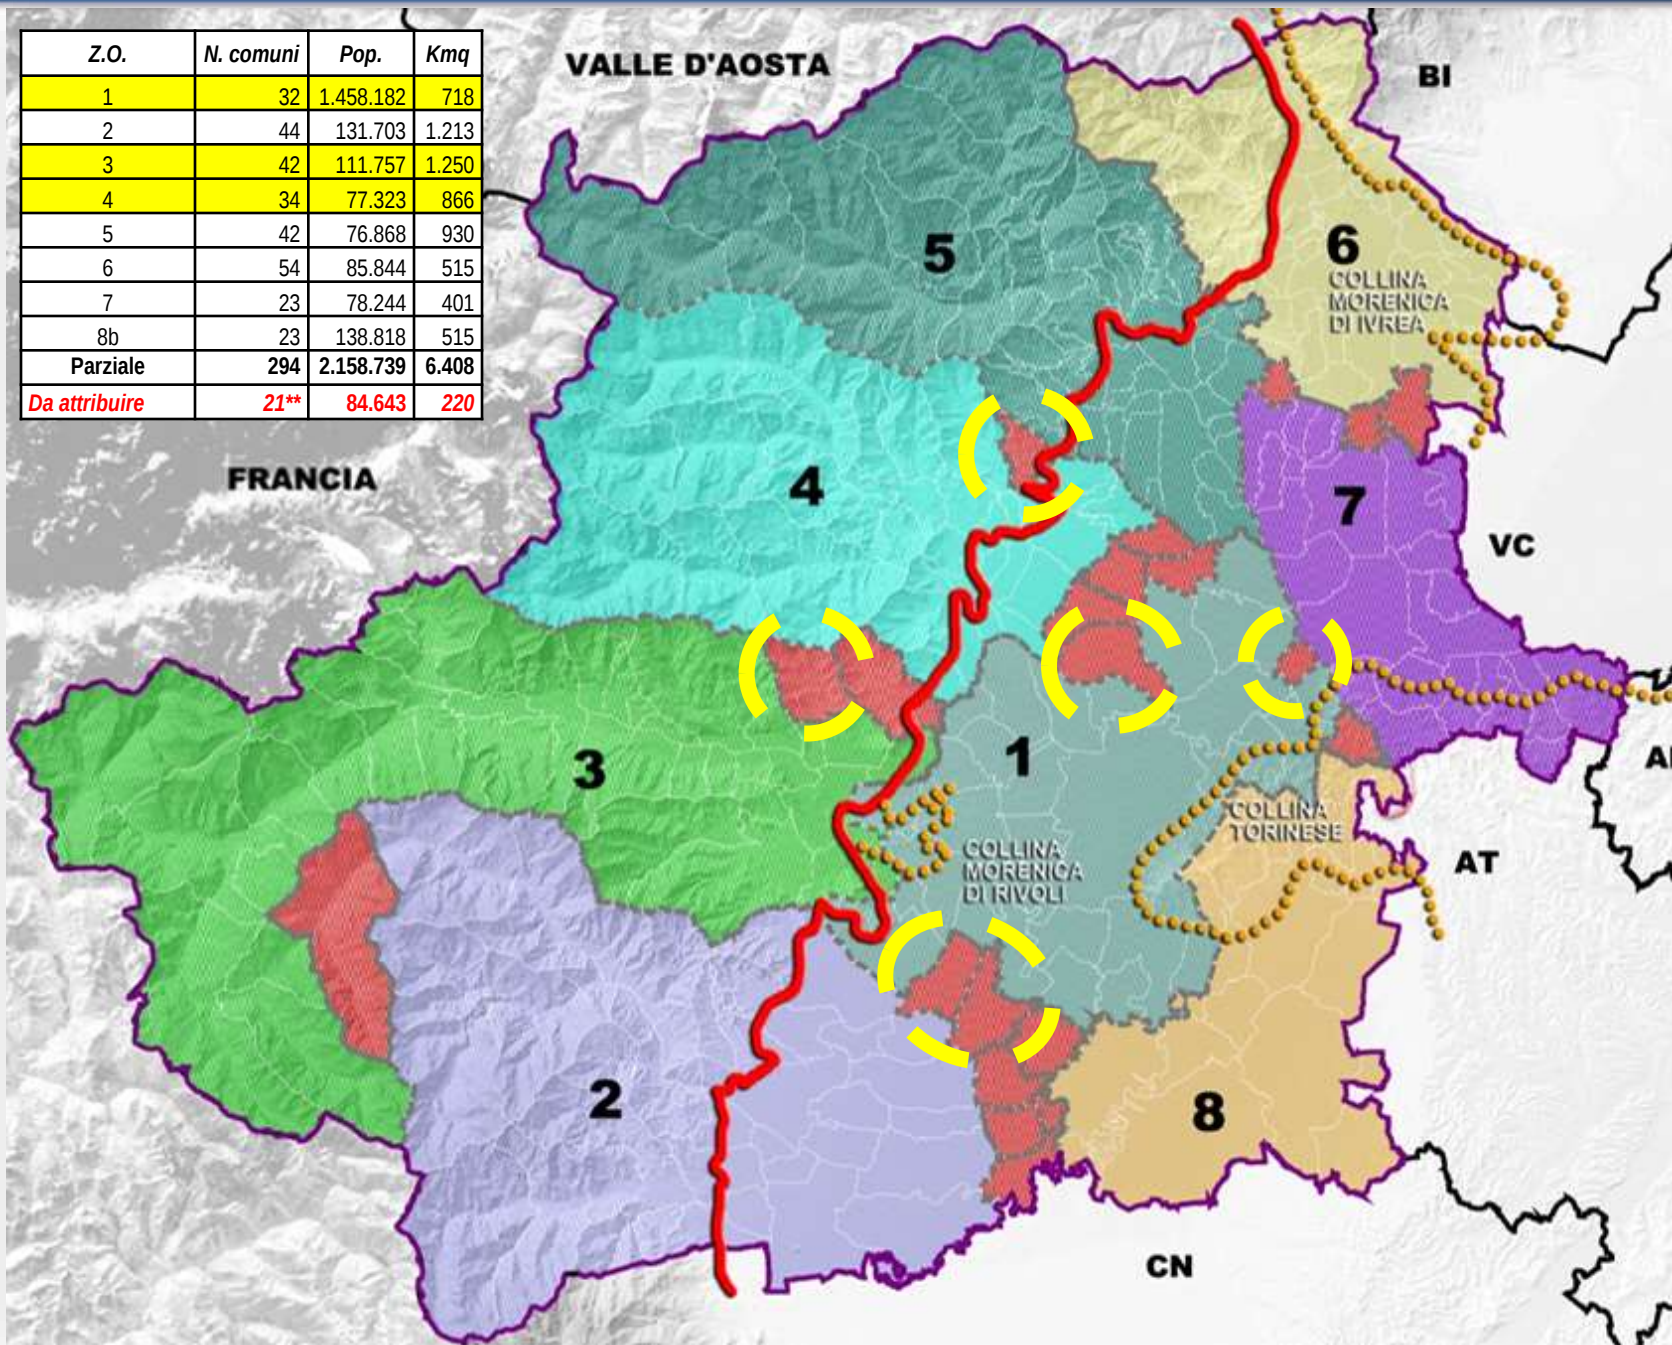 Z.O. N. comuni Pop. Kmq
1 32 1.458.182 718
2 44 131.703 1.213
3 42 111.757 1.250
4 34 77.323 866
5 42 76.868 930
6 54 85.844 515
7 23 78.244 401
8b 23 138.818 515
Parziale 294 2.158.739 6.408
Da attribuire 21** 84.643 220
VALLE D'AOSTA
BI
5
6
COLLINA
MORENICA
DI IVREA
FRANCIA
4
7
VC
3
1
COLLINA
TORINESE
COLLINA
MORENICA
DI RIVOLI
AT
2
8
CN